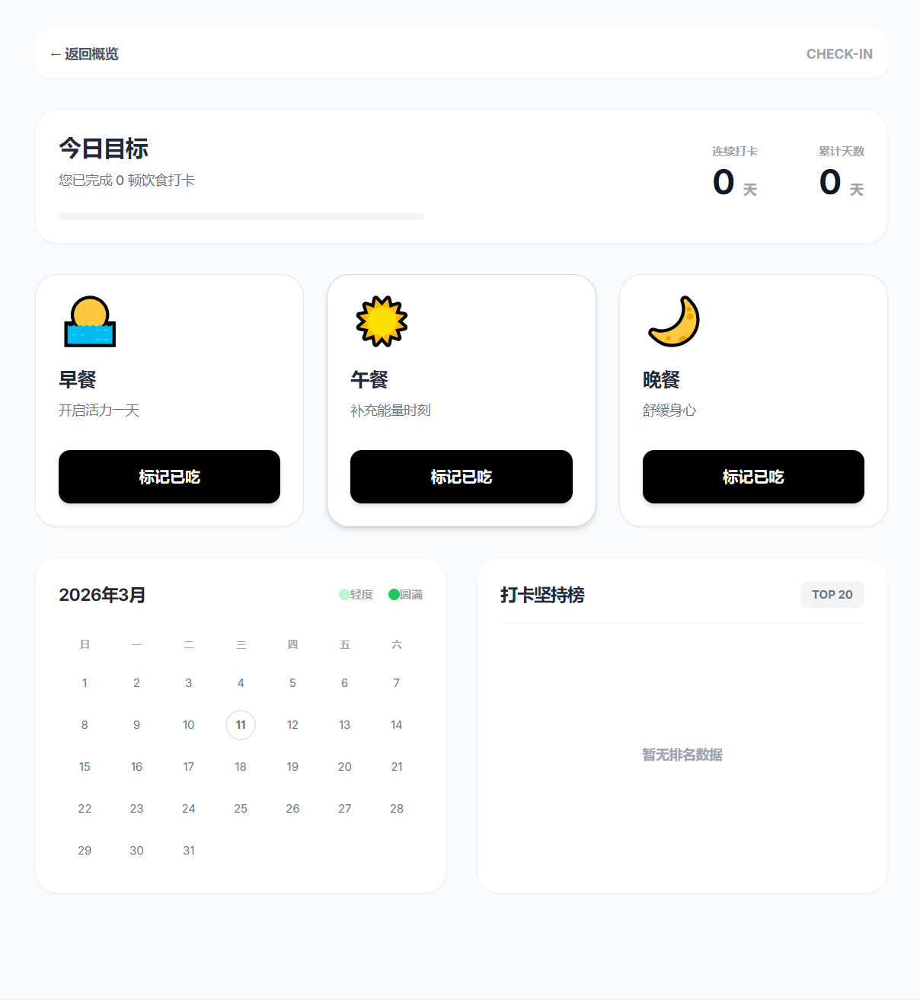 ← 返回概览
CHECK-IN
今日目标
您已完成 0 顿饮食打卡
连续打卡
0 天
累计天数
0 天
早餐
开启活力一天
标记已吃
午餐
补充能量时刻
标记已吃
晚餐
舒缓身心
标记已吃
2026年3月
轻度 圆满
日 一 二 三 四 五 六
1 2 3 4 5 6 7
8 9 10 11 12 13 14
15 16 17 18 19 20 21
22 23 24 25 26 27 28
29 30 31
打卡坚持榜
TOP 20
暂无排名数据